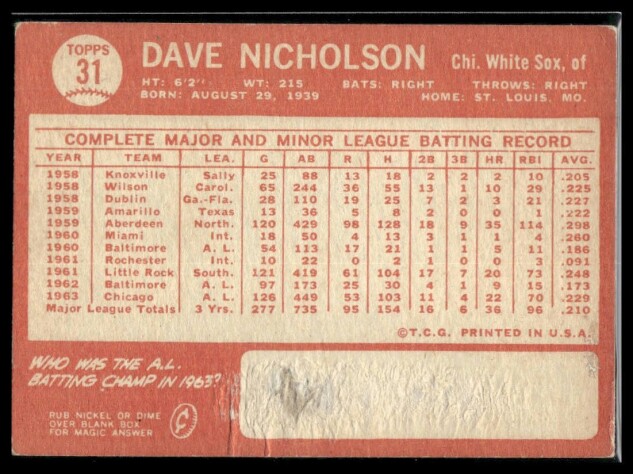 TOPPS
31
DAVE NICHOLSON Chi. White Sox, of
HT: 6'2" WT: 215 BATS: RIGHT THROWS: RIGHT
BORN: AUGUST 29, 1939 HOME: ST. LOUIS, MO.
COMPLETE MAJOR AND MINOR LEAGUE BATTING RECORD
YEAR TEAM LEA. G AB R H 2B 3B HR RBI AVG.
1958 Knoxville Sally 25 88 13 18 2 2 2 10 .205
1958 Wilson Carol. 65 244 36 55 13 1 10 29 .225
1958 Dublin Ga.-Fla. 28 110 19 25 7 2 3 21 .227
1959 Amarillo Texas 13 36 5 8 2 0 0 1 .222
1959 Aberdeen North. 120 429 98 128 18 9 35 114 .298
1960 Miami Int. 18 50 4 13 3 1 1 4 .260
1960 Baltimore A. L. 54 113 17 21 1 1 5 11 .186
1961 Rochester Int. 10 22 0 2 1 0 0 3 .091
1961 Little Rock South. 121 419 61 104 17 7 20 73 .248
1962 Baltimore A. L. 97 173 25 30 4 1 9 15 .173
1963 Chicago A. L. 126 449 53 103 11 4 22 70 .229
Major League Totals 3 Yrs. 277 735 95 154 16 6 36 96 .210
©T.C.G. PRINTED IN U.S.A.
WHO WAS THE A.L.
BATTING CHAMP IN 1963?
RUB NICKEL OR DIME
OVER BLANK BOX
FOR MAGIC ANSWER